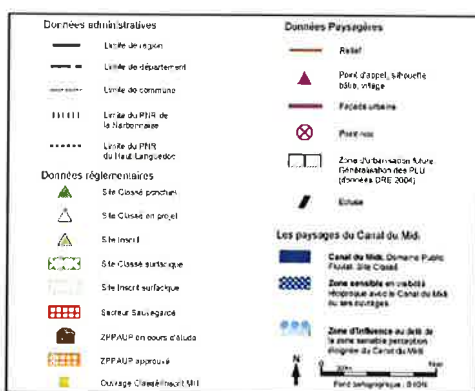 Données administratives
Limite de région
Limite de département
Limite de commune
Limite du PNR de
la Narbonnaise
Limite du PNR
du Haut Languedoc
Données réglementaires
Site Classé ponctuel
Site Classé en projet
Site Inscrit
Site Classé surfacique
Site Inscrit surfacique
Secteur Sauvegardé
ZPPAUP en cours d'étude
ZPPAUP approuvé
Ouvrage Classé/Inscrit MH
Données Paysagères
Relief
Point d'appel, silhouette
bâtie, village
Façade urbaine
Point noir
Zone d'urbanisation future
Généralisation des PLU
(données DRE 2004)
Ecluse
Les paysages du Canal du Midi
Canal du Midi, Domaine Public
Fluvial, Site Classé
Zone sensible en visibilité
réciproque avec le Canal du Midi
ou ses ouvrages
Zone d'influence au delà de
la zone sensible perception
éloignée du Canal du Midi
N